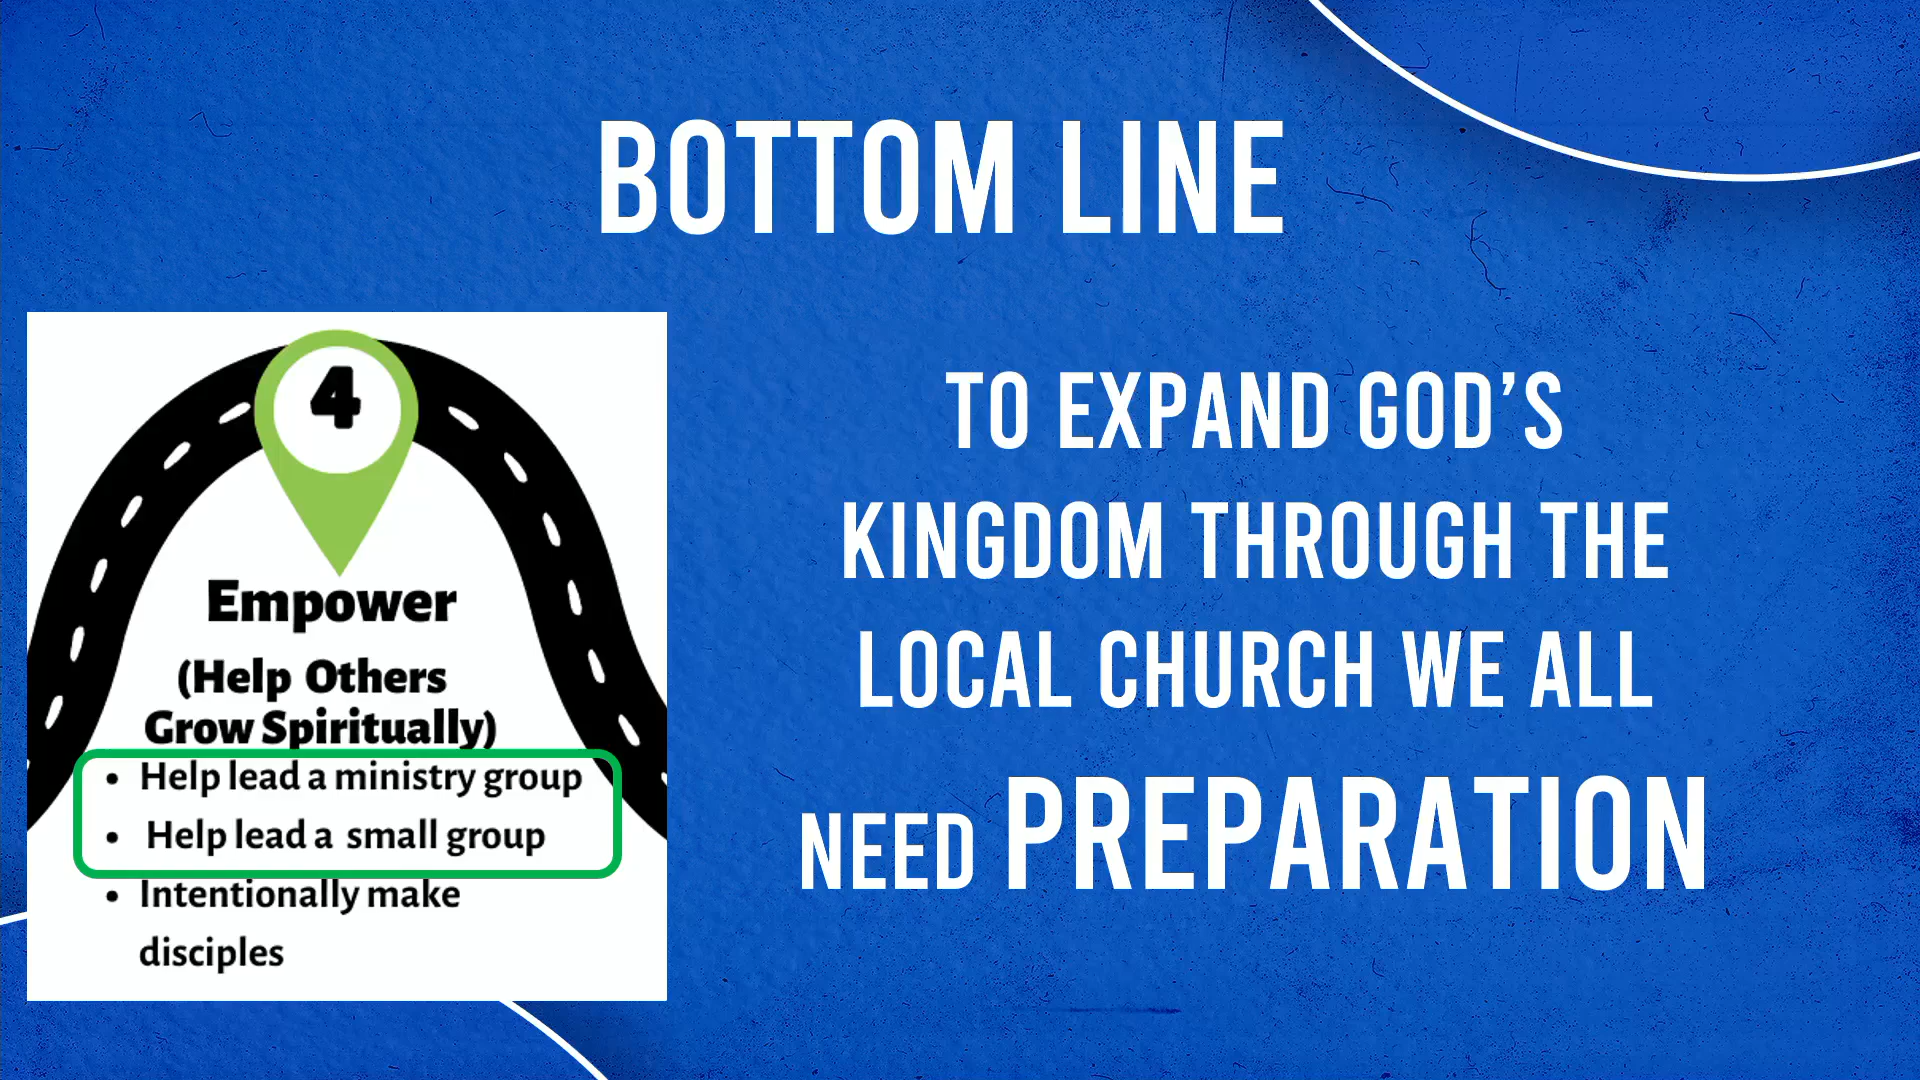 BOTTOM LINE
4
Empower
(Help Others
Grow Spiritually)
• Help lead a ministry group
• Help lead a small group
• Intentionally make
disciples
TO EXPAND GOD’S
KINGDOM THROUGH THE
LOCAL CHURCH WE ALL
NEED PREPARATION